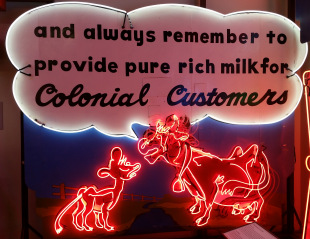 and always remember to
provide pure rich milk for
Colonial Customers